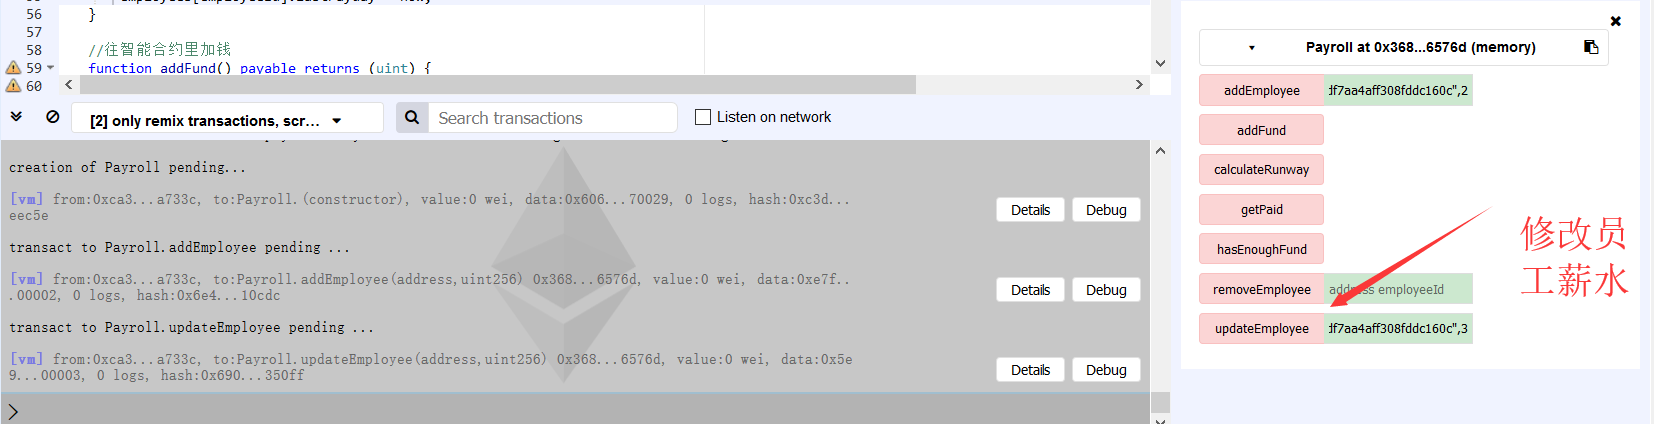 56 }
57
58 //往智能合约里加钱
59 function addFund() payable returns (uint) {
60
[2] only remix transactions, scr...
Search transactions
Listen on network
creation of Payroll pending...
[vm] from:0xca3...a733c, to:Payroll.(constructor), value:0 wei, data:0x606...70029, 0 logs, hash:0xc3d...
eec5e
Details
Debug
transact to Payroll.addEmployee pending ...
[vm] from:0xca3...a733c, to:Payroll.addEmployee(address,uint256) 0x368...6576d, value:0 wei, data:0xe7f..
.00002, 0 logs, hash:0x6e4...10cdc
Details
Debug
transact to Payroll.updateEmployee pending ...
[vm] from:0xca3...a733c, to:Payroll.updateEmployee(address,uint256) 0x368...6576d, value:0 wei, data:0x5e
9...00003, 0 logs, hash:0x690...350ff
Details
Debug
>
Payroll at 0x368...6576d (memory)
addEmployee df7aa4aff308fddc160c",2
addFund
calculateRunway
getPaid
hasEnoughFund
removeEmployee address employeeId
updateEmployee df7aa4aff308fddc160c",3
修改员
工薪水